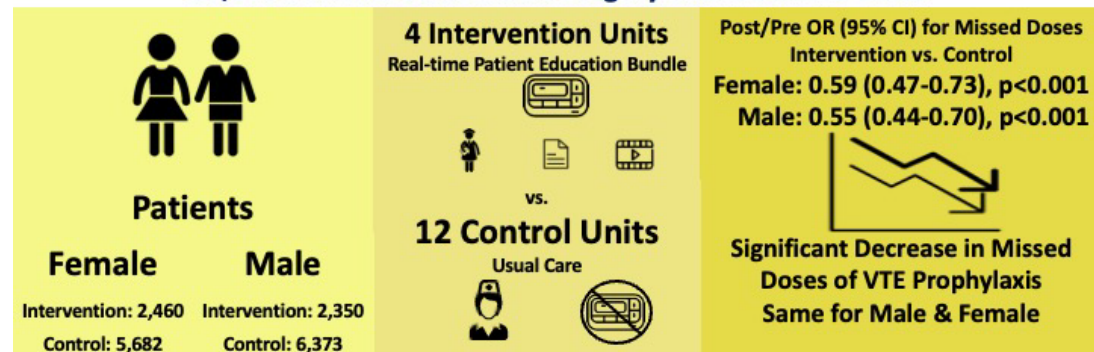 Patients
Female
Male
Intervention: 2,460
Intervention: 2,350
Control: 5,682
Control: 6,373
4 Intervention Units
Real-time Patient Education Bundle
vs.
12 Control Units
Usual Care
Post/Pre OR (95% CI) for Missed Doses
Intervention vs. Control
Female: 0.59 (0.47-0.73), p<0.001
Male: 0.55 (0.44-0.70), p<0.001
Significant Decrease in Missed
Doses of VTE Prophylaxis
Same for Male & Female